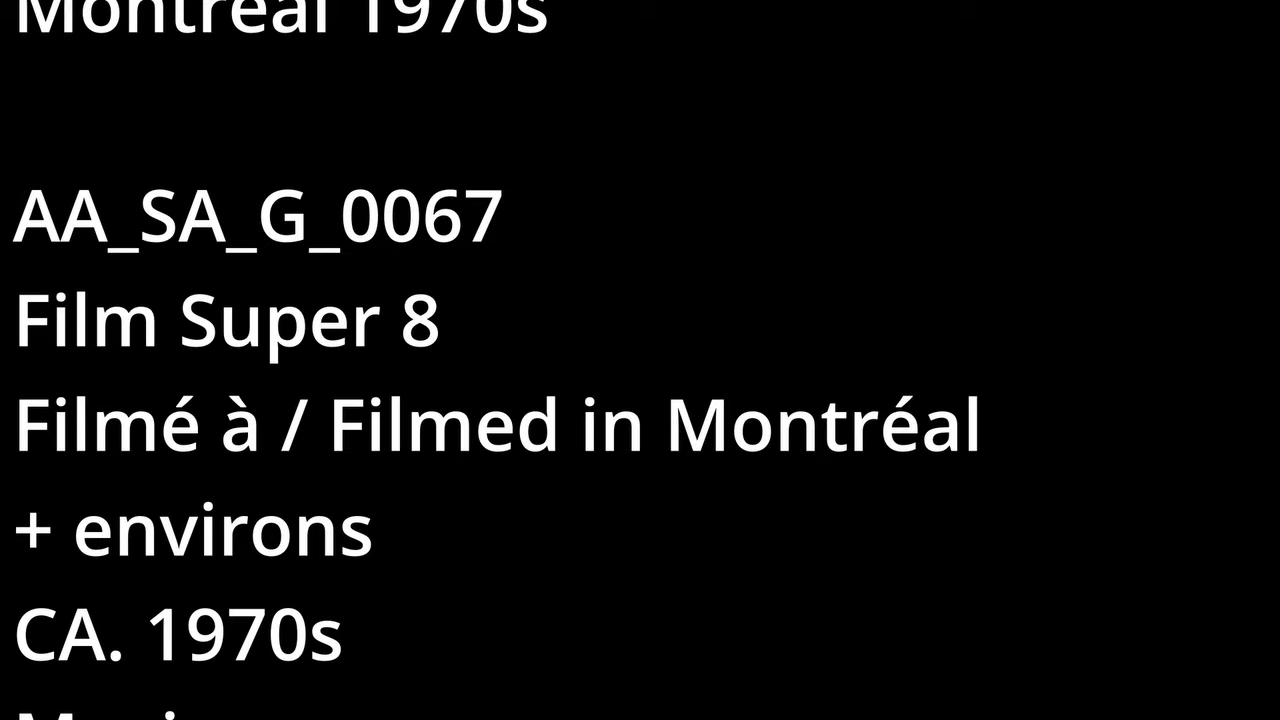 Montréal 1970s
AA_SA_G_0067
Film Super 8
Filmé à / Filmed in Montréal
+ environs
CA. 1970s